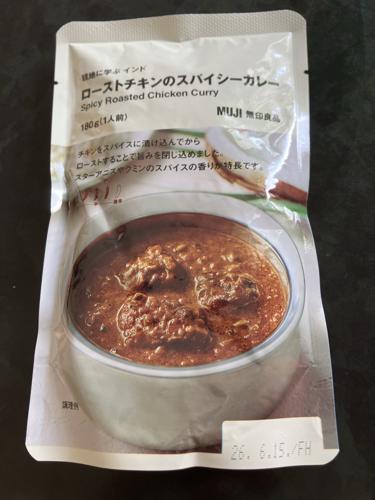 現地に学ぶ インド
ローストチキンのスパイシーカレー
Spicy Roasted Chicken Curry
180g(1人前)
MUJI 無印良品
チキンをスパイスに漬け込んでから
ローストすることで旨みを閉じ込めました。
スターアニスやクミンのスパイスの香りが特長です。
調理例
26. 6.15./FH